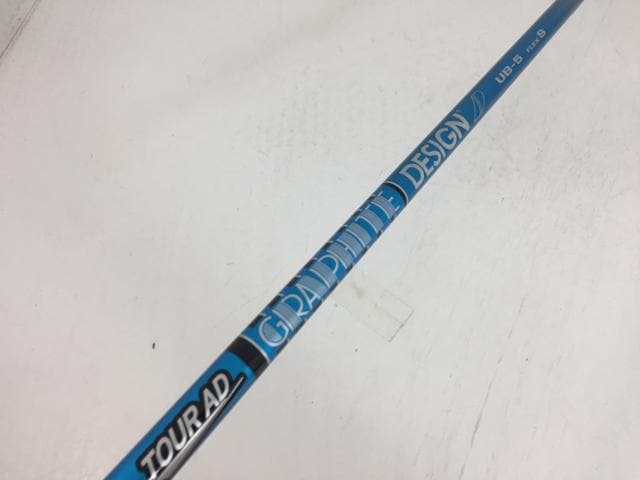 TOUR AD
GRAPHITE DESIGN
UB-5 FLEX S